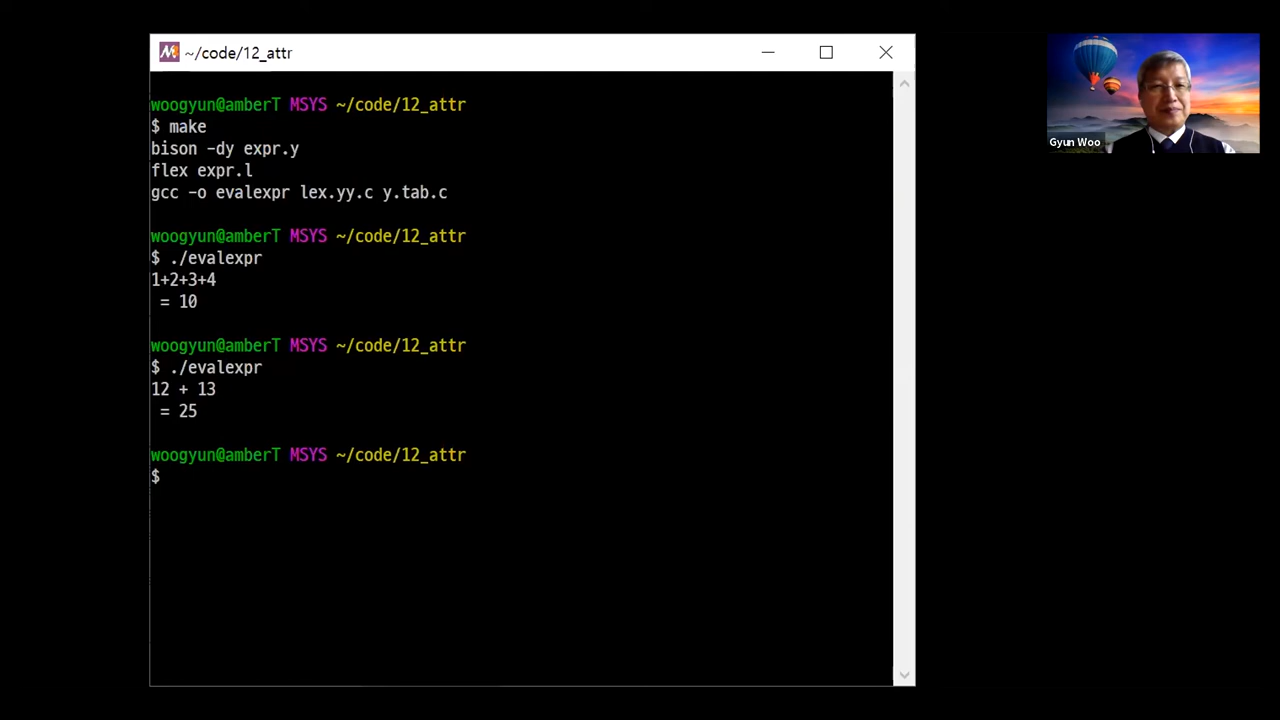 ~/code/12_attr
woogyun@amberT MSYS ~/code/12_attr
$ make
bison -dy expr.y
flex expr.l
gcc -o evalexpr lex.yy.c y.tab.c
woogyun@amberT MSYS ~/code/12_attr
$ ./evalexpr
1+2+3+4
= 10
woogyun@amberT MSYS ~/code/12_attr
$ ./evalexpr
12 + 13
= 25
woogyun@amberT MSYS ~/code/12_attr
$
Gyun Woo